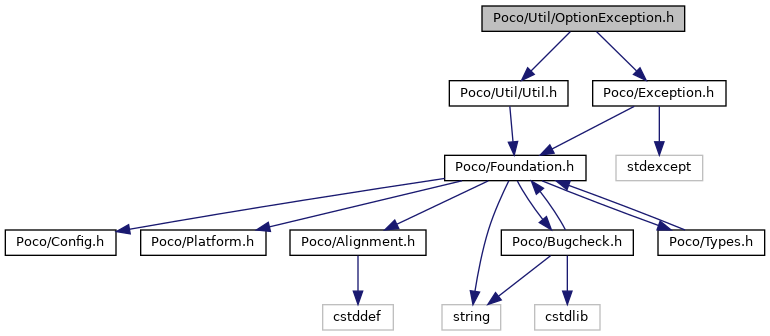 Poco/Util/OptionException.h
Poco/Util/Util.h
Poco/Exception.h
Poco/Foundation.h
stdexcept
Poco/Config.h
Poco/Platform.h
Poco/Alignment.h
Poco/Bugcheck.h
Poco/Types.h
cstddef
string
cstdlib